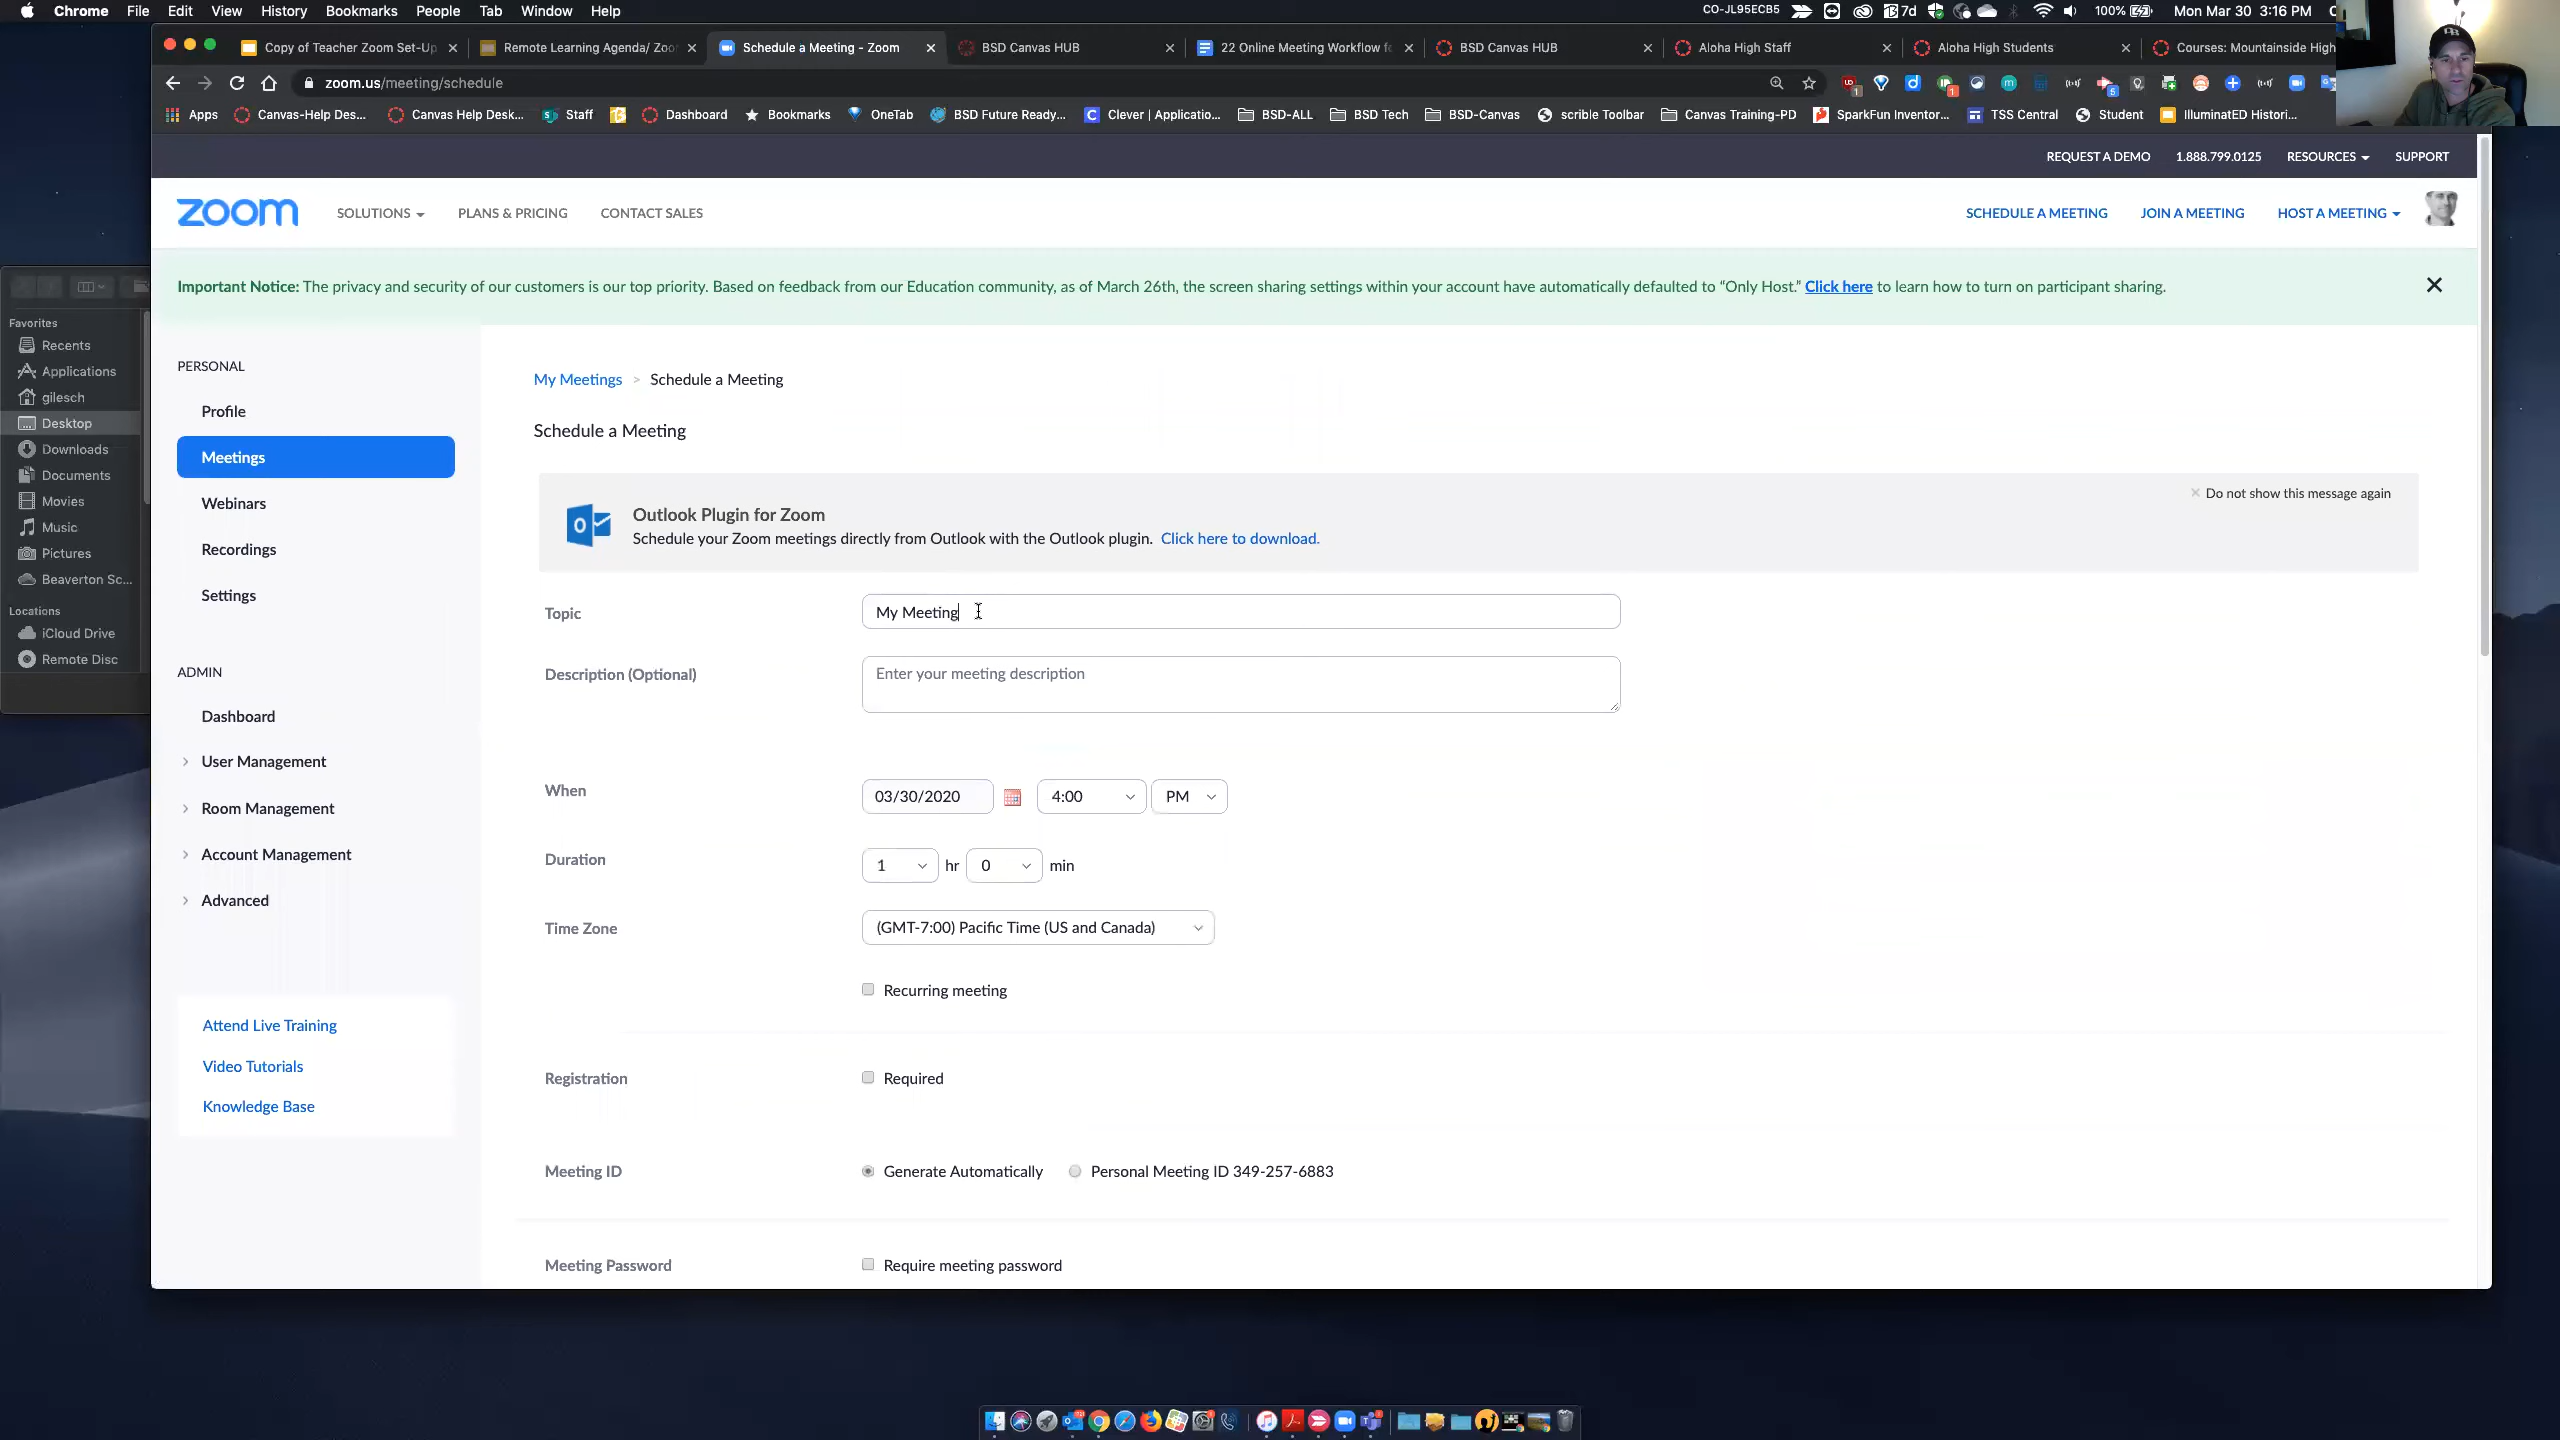 Chrome File Edit View History Bookmarks People Tab Window Help
CO-JL95ECB5 7d 100% Mon Mar 30 3:16 PM
Copy of Teacher Zoom Set-Up
Remote Learning Agenda/ Zoo
Schedule a Meeting - Zoom
BSD Canvas HUB
22 Online Meeting Workflow fo
BSD Canvas HUB
Aloha High Staff
Aloha High Students
Courses: Mountainside High
zoom.us/meeting/schedule
Apps Canvas-Help Des... Canvas Help Desk... Staff Dashboard Bookmarks OneTab BSD Future Ready... Clever | Applicatio... BSD-ALL BSD Tech BSD-Canvas scrible Toolbar Canvas Training-PD SparkFun Inventor... TSS Central Student IlluminatED Histori...
REQUEST A DEMO 1.888.799.0125 RESOURCES SUPPORT
zoom SOLUTIONS PLANS & PRICING CONTACT SALES SCHEDULE A MEETING JOIN A MEETING HOST A MEETING
Important Notice: The privacy and security of our customers is our top priority. Based on feedback from our Education community, as of March 26th, the screen sharing settings within your account have automatically defaulted to “Only Host.” Click here to learn how to turn on participant sharing.
Favorites
Recents
Applications
gilesch
Desktop
Downloads
Documents
Movies
Music
Pictures
Beaverton Sc...
Locations
iCloud Drive
Remote Disc
PERSONAL
Profile
Meetings
Webinars
Recordings
Settings
ADMIN
Dashboard
User Management
Room Management
Account Management
Advanced
Attend Live Training
Video Tutorials
Knowledge Base
My Meetings > Schedule a Meeting
Schedule a Meeting
Do not show this message again
Outlook Plugin for Zoom
Schedule your Zoom meetings directly from Outlook with the Outlook plugin. Click here to download.
Topic My Meeting
Description (Optional) Enter your meeting description
When 03/30/2020 4:00 PM
Duration 1 hr 0 min
Time Zone (GMT-7:00) Pacific Time (US and Canada)
Recurring meeting
Registration Required
Meeting ID Generate Automatically Personal Meeting ID 349-257-6883
Meeting Password Require meeting password